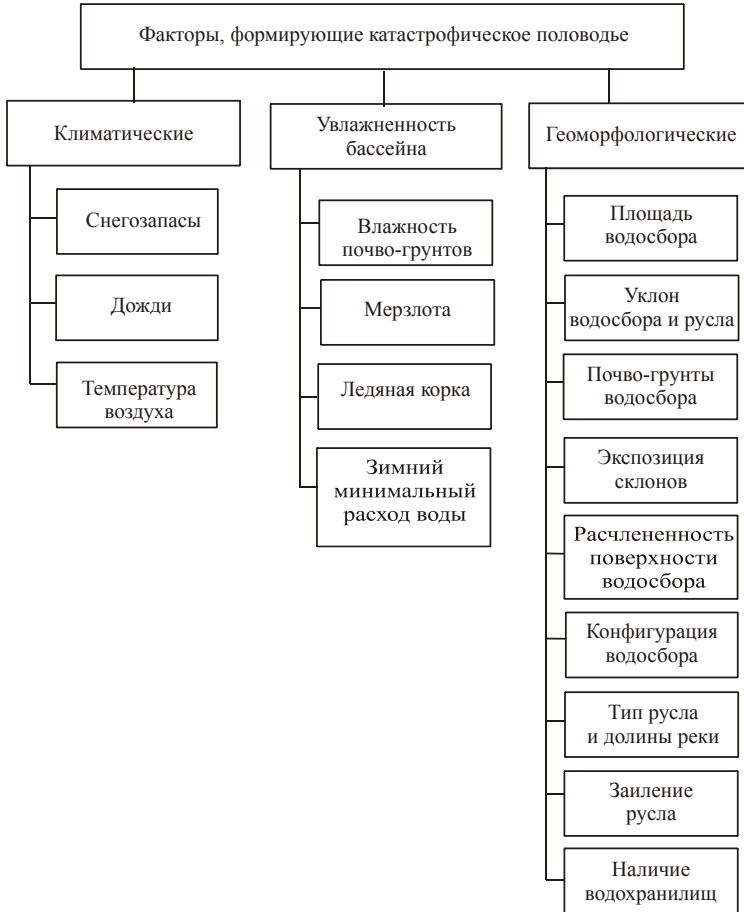 Факторы, формирующие катастрофическое половодье
Климатические
Снегозапасы
Дожди
Температура
воздуха
Увлажненность
бассейна
Влажность
почво-грунтов
Мерзлота
Ледяная корка
Зимний
минимальный
расход воды
Геоморфологические
Площадь
водосбора
Уклон
водосбора и русла
Почво-грунты
водосбора
Экспозиция
склонов
Расчлененность
поверхности
водосбора
Конфигурация
водосбора
Тип русла
и долины реки
Заиление
русла
Наличие
водохранилищ